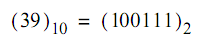 (39)₁₀ = (100111)₂